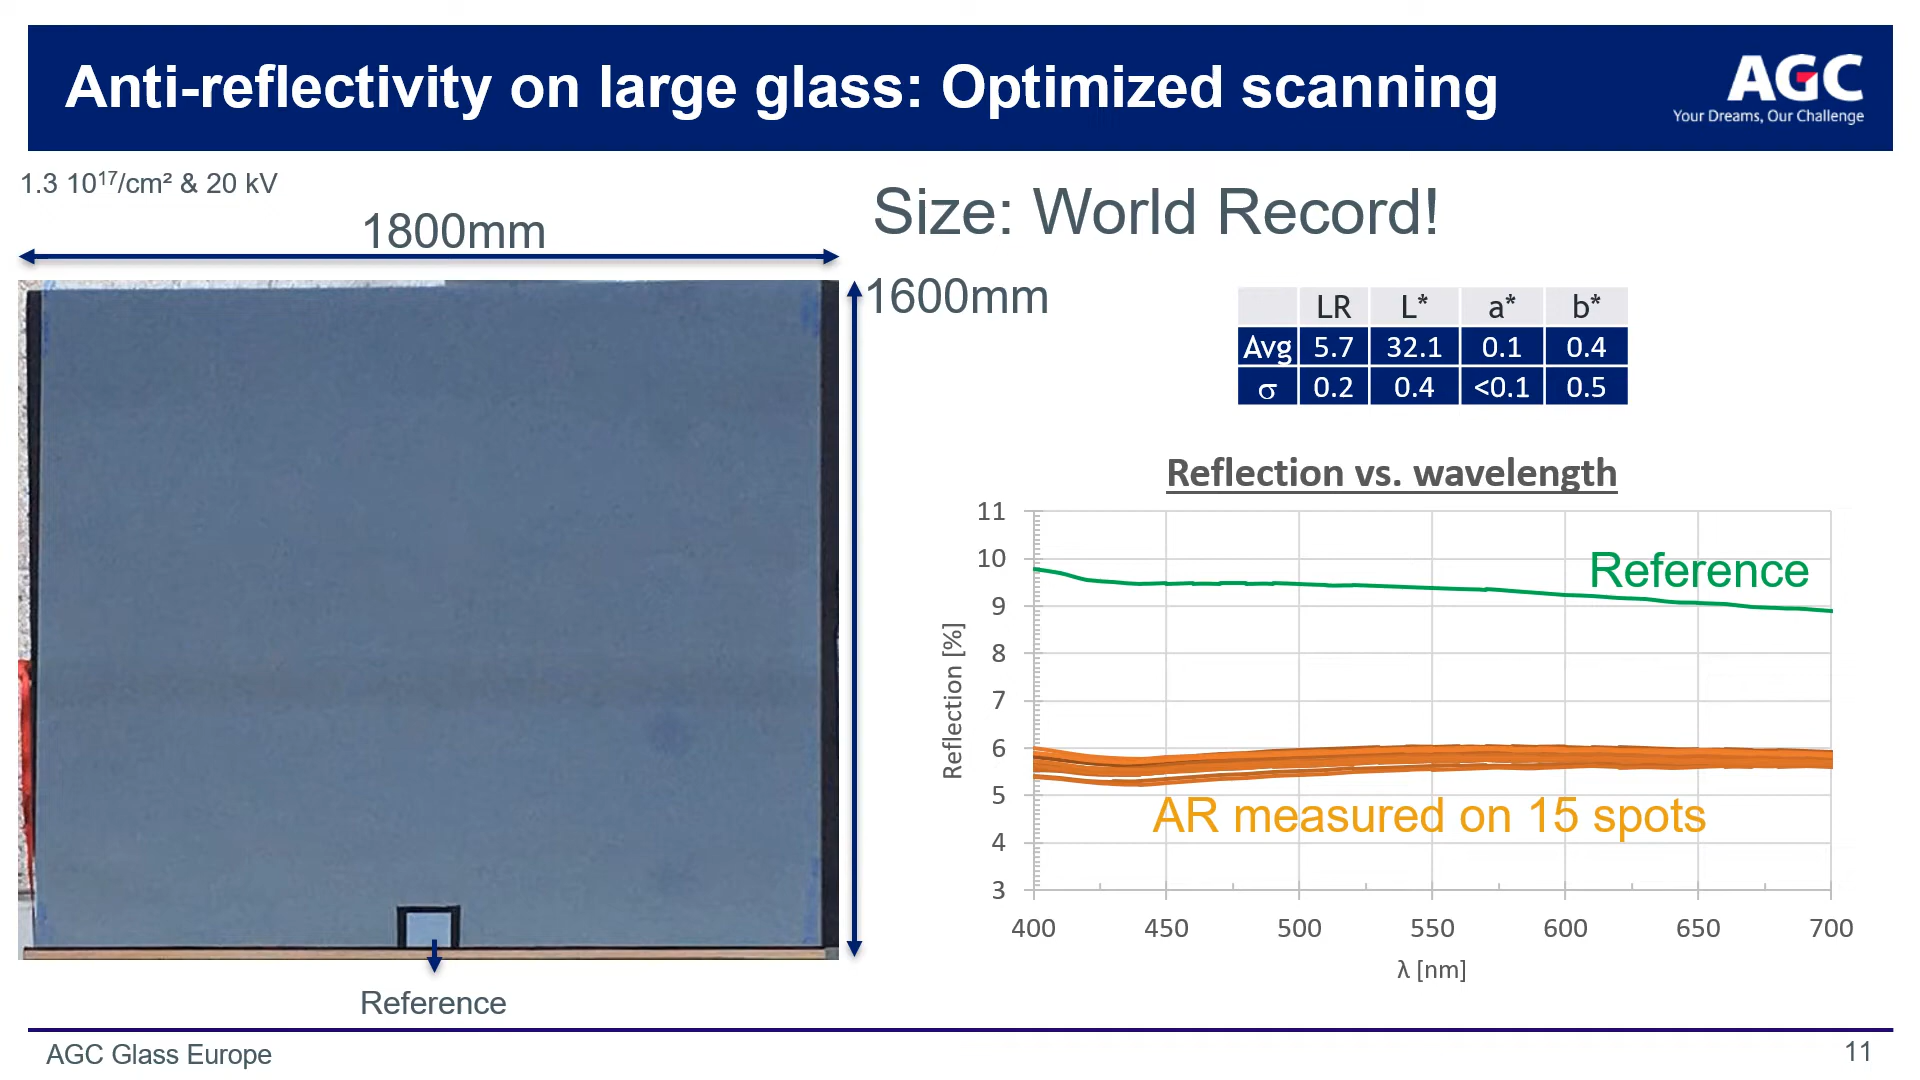 Anti-reflectivity on large glass: Optimized scanning
AGC
Your Dreams, Our Challenge
1.3 10¹⁷/cm² & 20 kV
1800mm
Size: World Record!
1600mm
LR L* a* b*
Avg 5.7 32.1 0.1 0.4
σ 0.2 0.4 <0.1 0.5
Reflection vs. wavelength
11
10
9
8
7
6
5
4
3
Reflection [%]
Reference
AR measured on 15 spots
400 450 500 550 600 650 700
λ [nm]
Reference
AGC Glass Europe
11